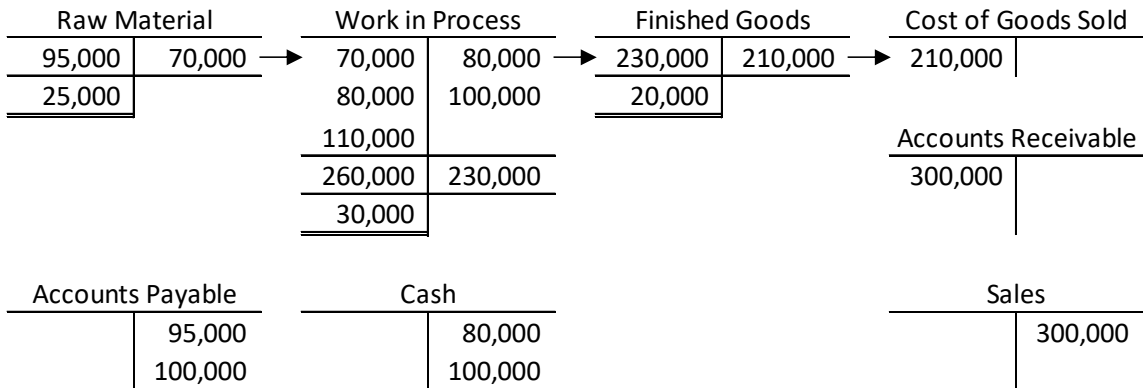 Raw Material Work in Process Finished Goods Cost of Goods Sold
95,000 70,000 70,000 80,000 230,000 210,000 210,000
25,000 80,000 100,000 20,000
110,000 Accounts Receivable
260,000 230,000 300,000
30,000
Accounts Payable Cash Sales
95,000 80,000 300,000
100,000 100,000